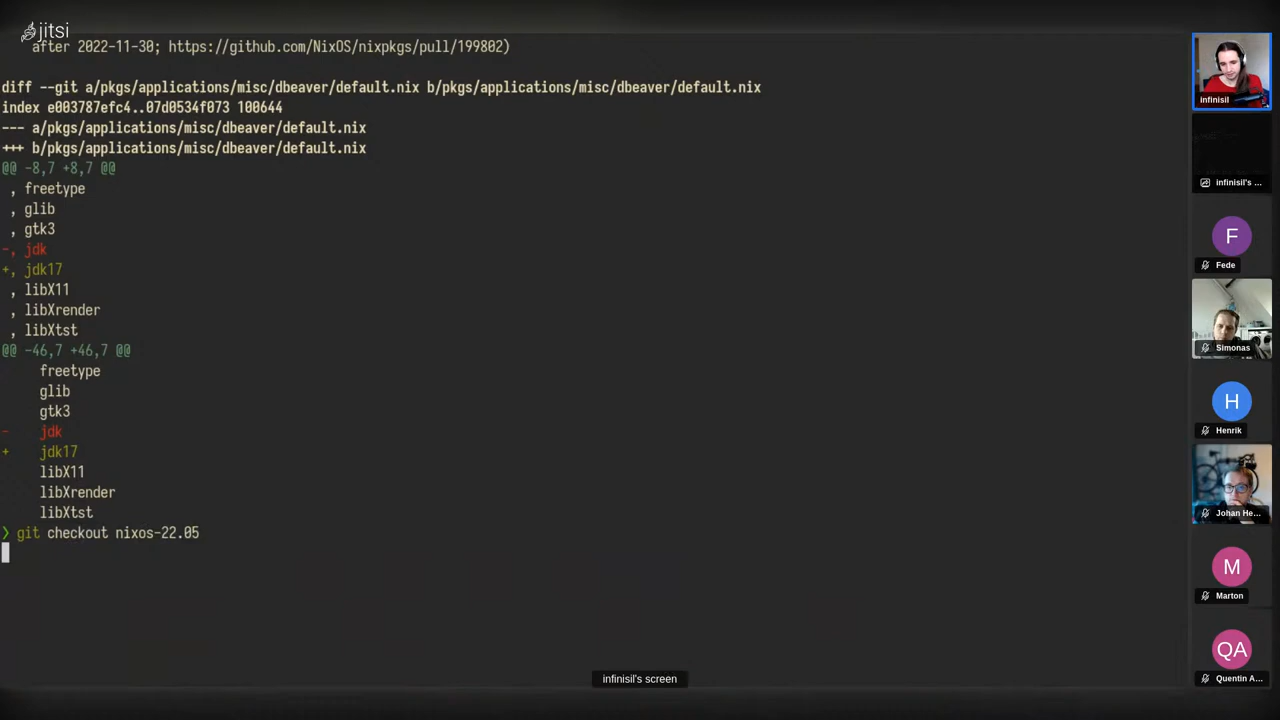 jitsi
after 2022-11-30; https://github.com/NixOS/nixpkgs/pull/199802)
diff --git a/pkgs/applications/misc/dbeaver/default.nix b/pkgs/applications/misc/dbeaver/default.nix
index e003787efc4..07d0534f073 100644
--- a/pkgs/applications/misc/dbeaver/default.nix
+++ b/pkgs/applications/misc/dbeaver/default.nix
@@ -8,7 +8,7 @@
 , freetype
 , glib
 , gtk3
-, jdk
+, jdk17
 , libX11
 , libXrender
 , libXtst
@@ -46,7 +46,7 @@
     freetype
     glib
     gtk3
-    jdk
+    jdk17
     libX11
     libXrender
     libXtst
❯ git checkout nixos-22.05
infinisil's screen
infinisil
infinisil's ...
F
Fede
Simonas
H
Henrik
Johan He...
M
Marton
QA
Quentin A...